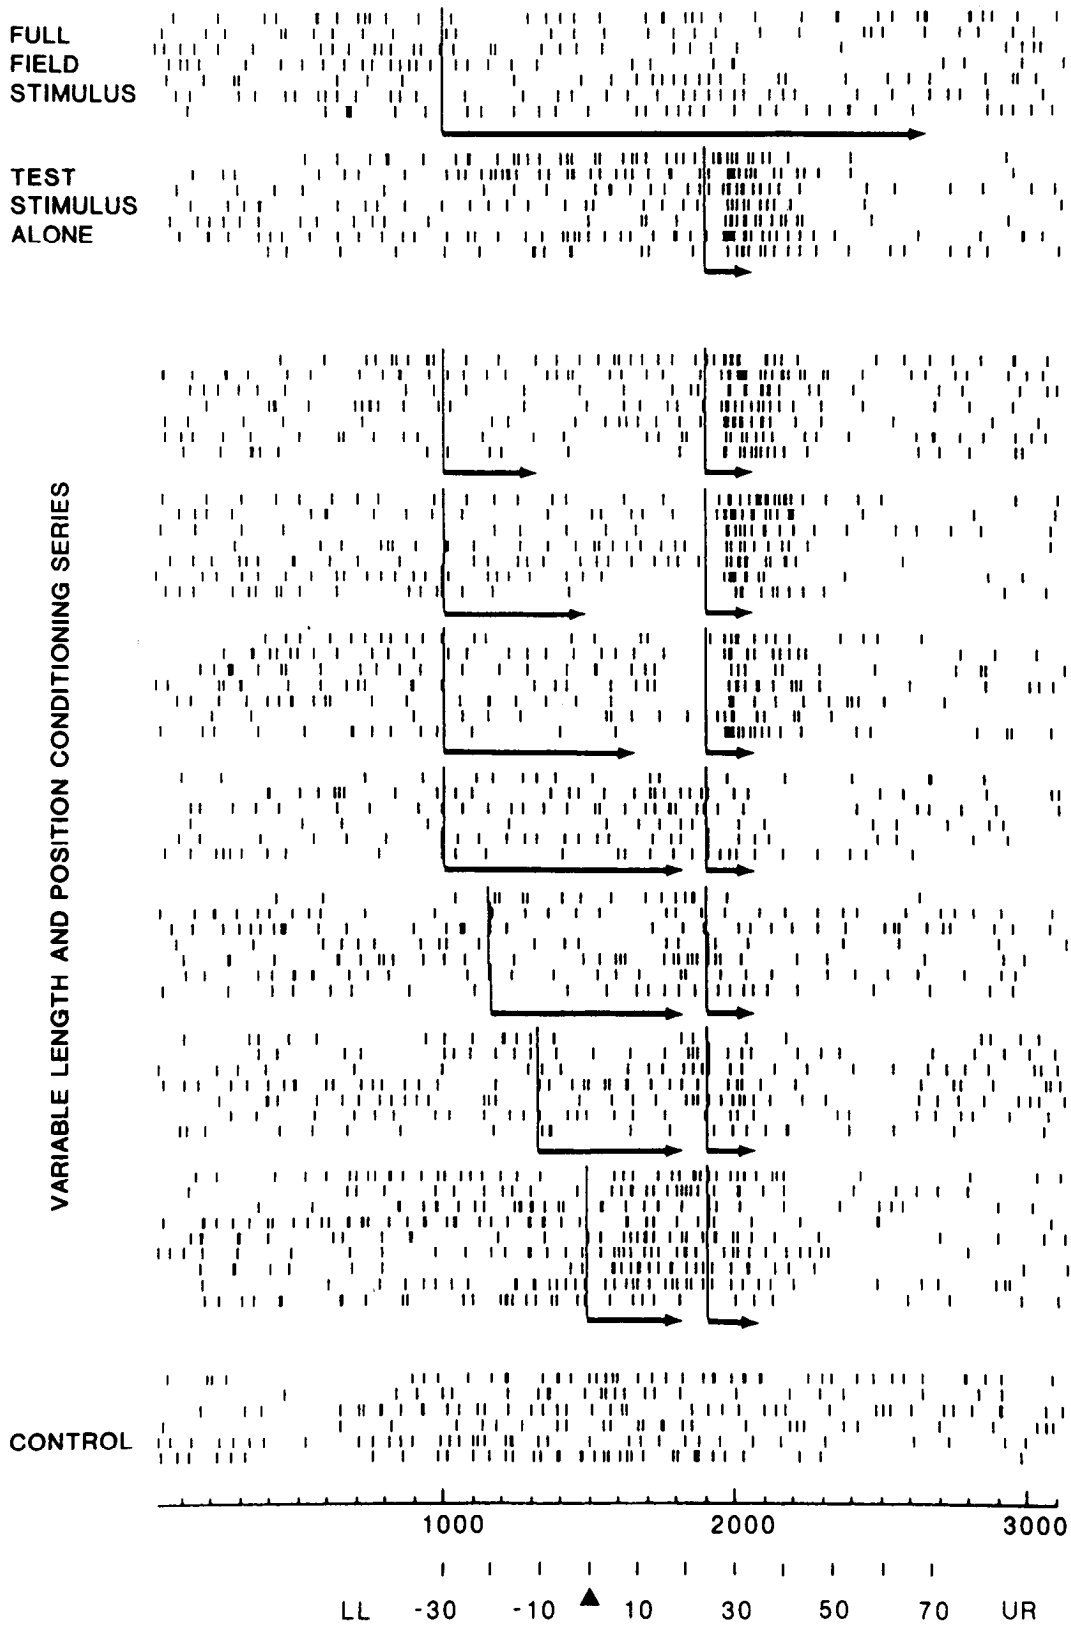 FULL
FIELD
STIMULUS
TEST
STIMULUS
ALONE
VARIABLE LENGTH AND POSITION CONDITIONING SERIES
CONTROL
1000 2000 3000
LL -30 -10 10 30 50 70 UR